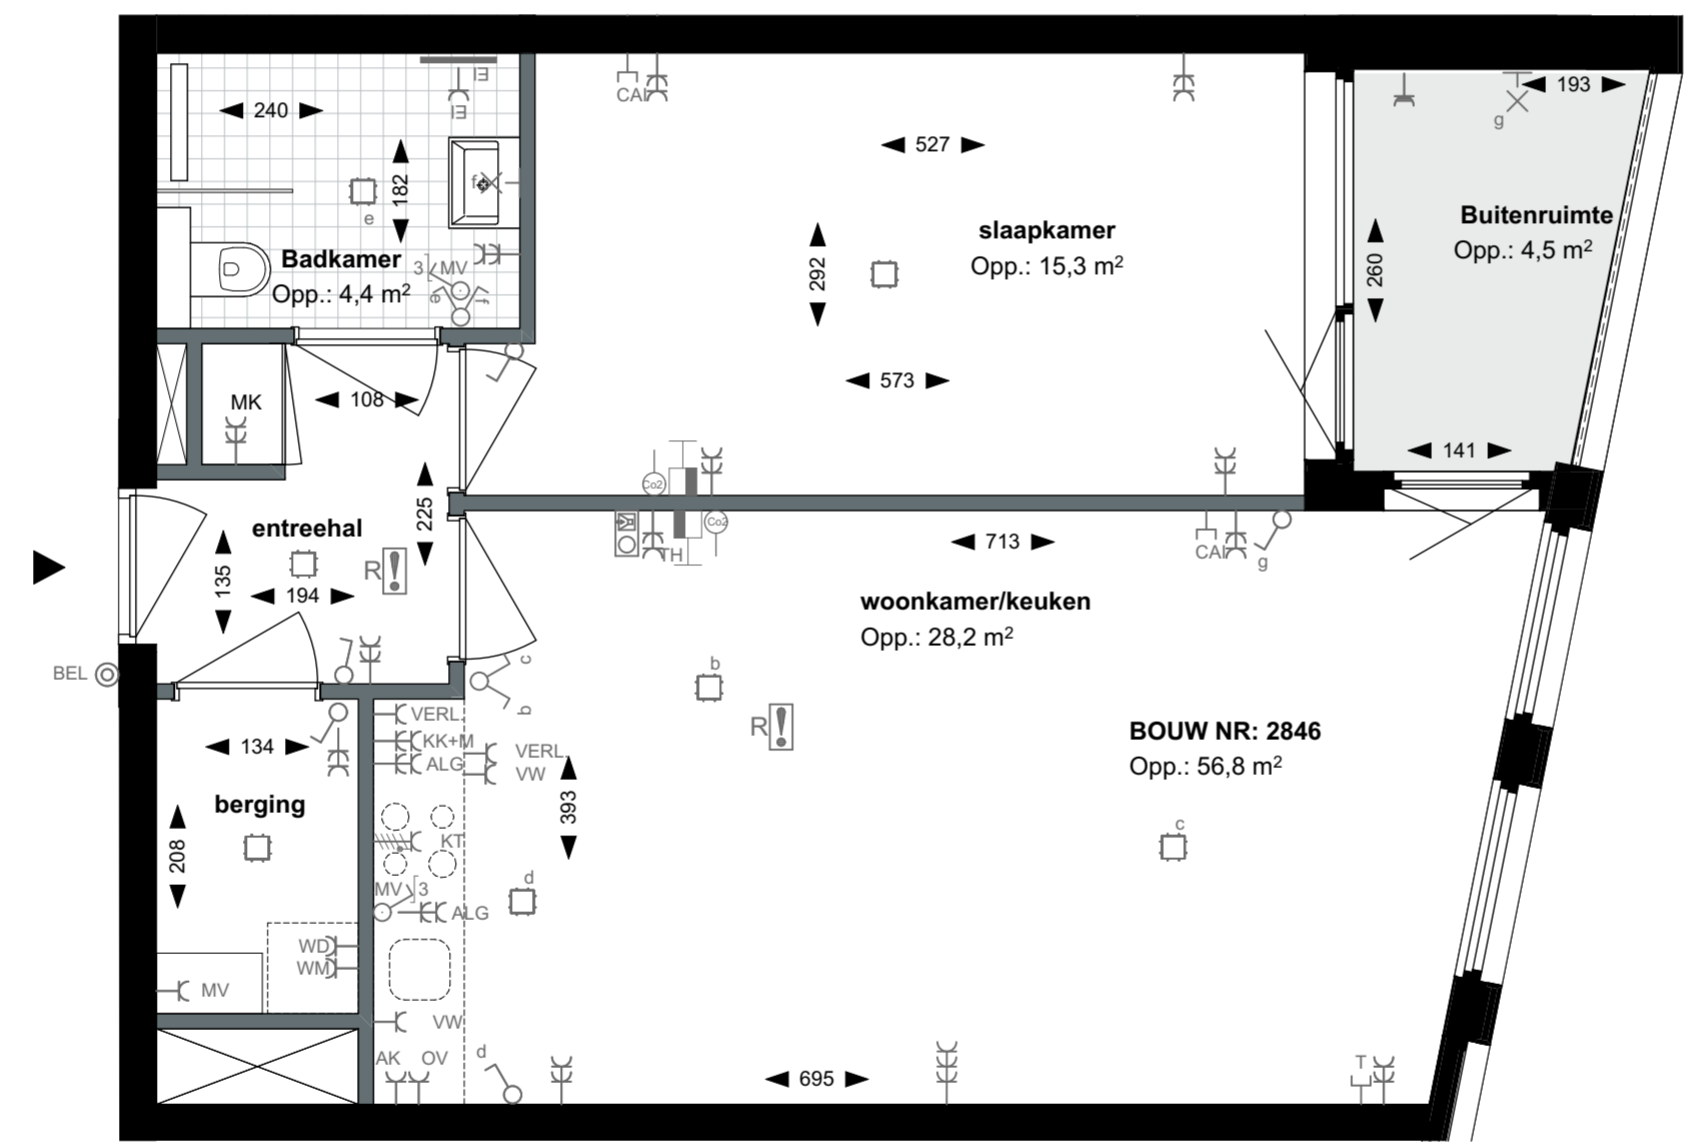 EI
CAI
240
193
g
EI
527
182
f
e
Buitenruimte
Opp.: 4,5 m²
slaapkamer
Opp.: 15,3 m²
292
260
Badkamer
Opp.: 4,4 m²
3
MV
e
f
573
MK
108
141
Co2
225
entreehal
Co2
TH
713
CAI
g
135
194
R
woonkamer/keuken
Opp.: 28,2 m²
BEL
c
b
b
VERL.
KK+M
ALG
VERL.
VW
R
BOUW NR: 2846
Opp.: 56,8 m²
134
berging
208
393
KT
c
MV
3
ALG
d
WD
WM
MV
VW
AK
OV
d
695
T